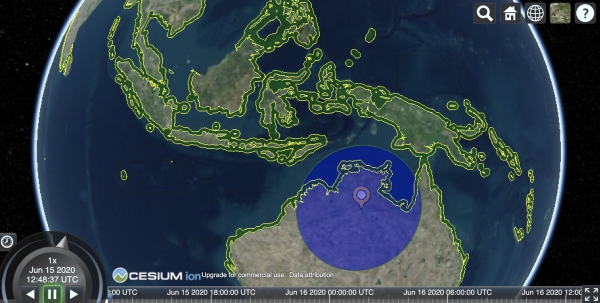 ?
1x
Jun 15 2020
12:48:37 UTC
CESIUM ion Upgrade for commercial use. Data attribution
:00 UTC Jun 15 2020 18:00:00 UTC Jun 16 2020 00:00:00 UTC Jun 16 2020 06:00:00 UTC Jun 16 2020 12:0